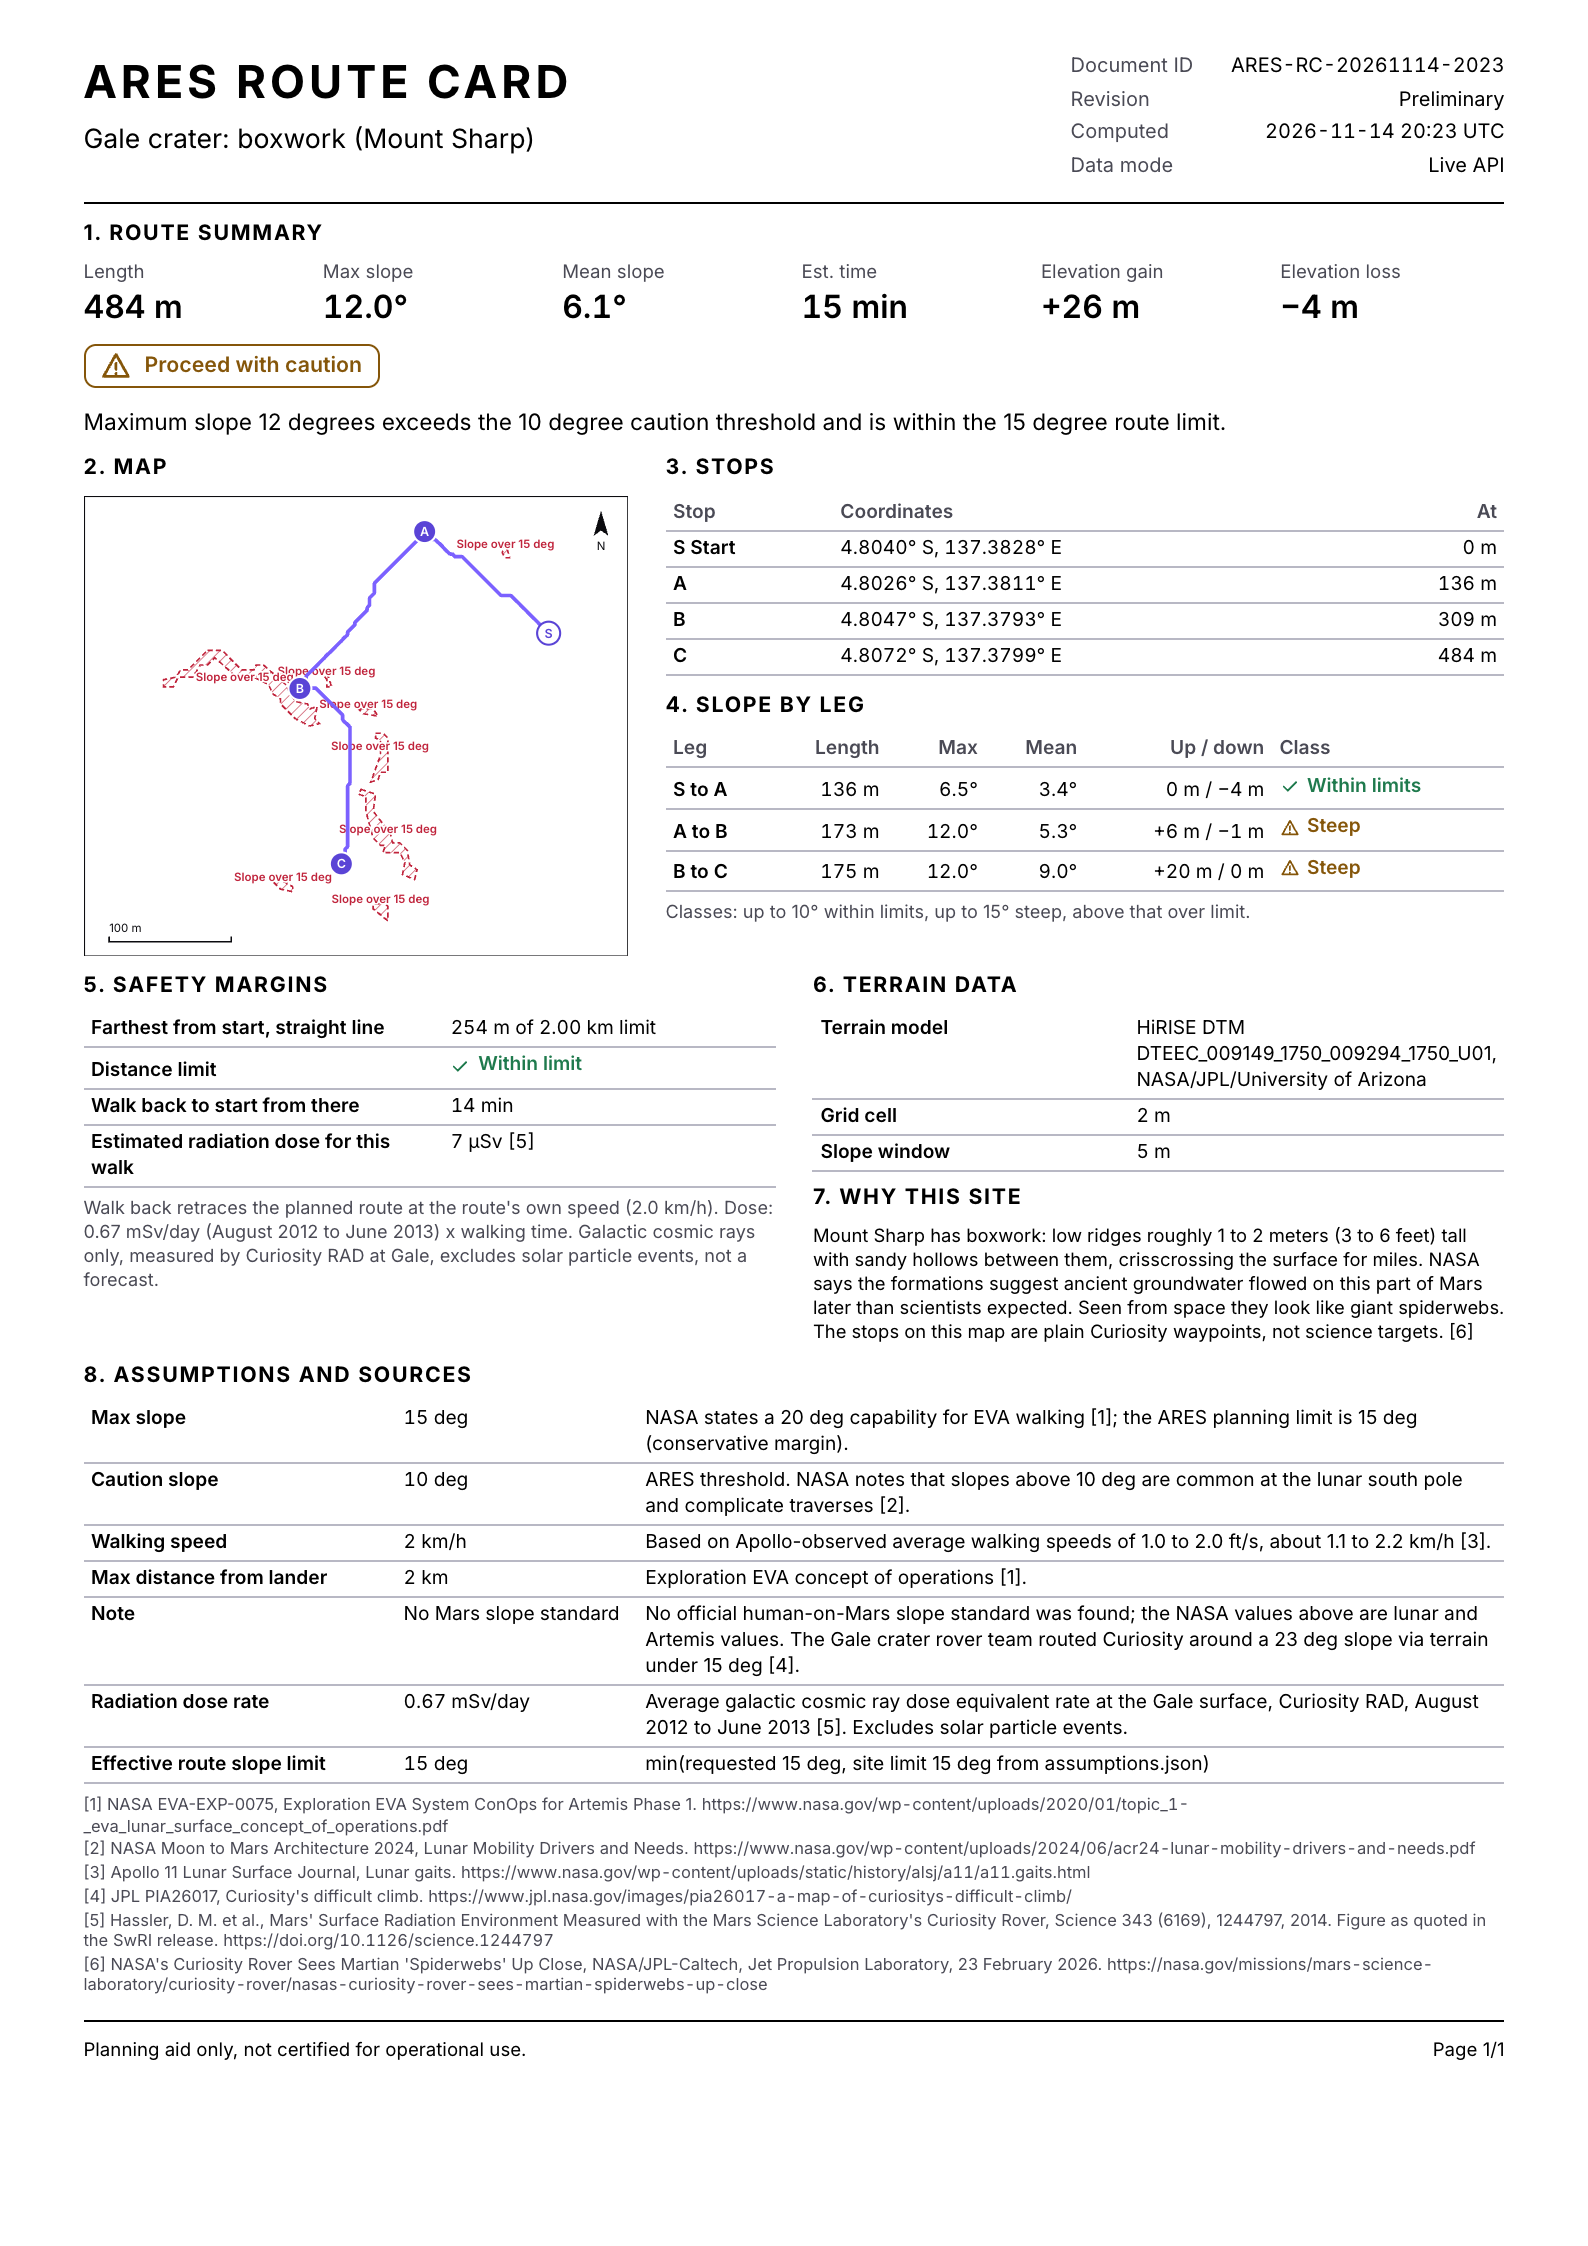 ARES ROUTE CARD
Gale crater: boxwork (Mount Sharp)
Document ID ARES-RC-20261114-2023
Revision Preliminary
Computed 2026-11-14 20:23 UTC
Data mode Live API
1. ROUTE SUMMARY
Length Max slope Mean slope Est. time Elevation gain Elevation loss
484 m 12.0° 6.1° 15 min +26 m −4 m
Proceed with caution
Maximum slope 12 degrees exceeds the 10 degree caution threshold and is within the 15 degree route limit.
2. MAP
A
Slope over 15 deg
N
S
Slope over 15 deg
Slope over 15 deg
B
Slope over 15 deg
Slope over 15 deg
Slope over 15 deg
C
Slope over 15 deg
Slope over 15 deg
100 m
3. STOPS
Stop Coordinates At
S Start 4.8040° S, 137.3828° E 0 m
A 4.8026° S, 137.3811° E 136 m
B 4.8047° S, 137.3793° E 309 m
C 4.8072° S, 137.3799° E 484 m
4. SLOPE BY LEG
Leg Length Max Mean Up / down Class
S to A 136 m 6.5° 3.4° 0 m / −4 m Within limits
A to B 173 m 12.0° 5.3° +6 m / −1 m Steep
B to C 175 m 12.0° 9.0° +20 m / 0 m Steep
Classes: up to 10° within limits, up to 15° steep, above that over limit.
5. SAFETY MARGINS
Farthest from start, straight line 254 m of 2.00 km limit
Distance limit Within limit
Walk back to start from there 14 min
Estimated radiation dose for this 7 µSv [5]
walk
Walk back retraces the planned route at the route's own speed (2.0 km/h). Dose:
0.67 mSv/day (August 2012 to June 2013) x walking time. Galactic cosmic rays
only, measured by Curiosity RAD at Gale, excludes solar particle events, not a
forecast.
6. TERRAIN DATA
Terrain model HiRISE DTM
DTEEC_009149_1750_009294_1750_U01,
NASA/JPL/University of Arizona
Grid cell 2 m
Slope window 5 m
7. WHY THIS SITE
Mount Sharp has boxwork: low ridges roughly 1 to 2 meters (3 to 6 feet) tall
with sandy hollows between them, crisscrossing the surface for miles. NASA
says the formations suggest ancient groundwater flowed on this part of Mars
later than scientists expected. Seen from space they look like giant spiderwebs.
The stops on this map are plain Curiosity waypoints, not science targets. [6]
8. ASSUMPTIONS AND SOURCES
Max slope 15 deg NASA states a 20 deg capability for EVA walking [1]; the ARES planning limit is 15 deg
(conservative margin).
Caution slope 10 deg ARES threshold. NASA notes that slopes above 10 deg are common at the lunar south pole
and complicate traverses [2].
Walking speed 2 km/h Based on Apollo-observed average walking speeds of 1.0 to 2.0 ft/s, about 1.1 to 2.2 km/h [3].
Max distance from lander 2 km Exploration EVA concept of operations [1].
Note No Mars slope standard No official human-on-Mars slope standard was found; the NASA values above are lunar and
Artemis values. The Gale crater rover team routed Curiosity around a 23 deg slope via terrain
under 15 deg [4].
Radiation dose rate 0.67 mSv/day Average galactic cosmic ray dose equivalent rate at the Gale surface, Curiosity RAD, August
2012 to June 2013 [5]. Excludes solar particle events.
Effective route slope limit 15 deg min(requested 15 deg, site limit 15 deg from assumptions.json)
[1] NASA EVA-EXP-0075, Exploration EVA System ConOps for Artemis Phase 1. https://www.nasa.gov/wp-content/uploads/2020/01/topic_1-
_eva_lunar_surface_concept_of_operations.pdf
[2] NASA Moon to Mars Architecture 2024, Lunar Mobility Drivers and Needs. https://www.nasa.gov/wp-content/uploads/2024/06/acr24-lunar-mobility-drivers-and-needs.pdf
[3] Apollo 11 Lunar Surface Journal, Lunar gaits. https://www.nasa.gov/wp-content/uploads/static/history/alsj/a11/a11.gaits.html
[4] JPL PIA26017, Curiosity's difficult climb. https://www.jpl.nasa.gov/images/pia26017-a-map-of-curiositys-difficult-climb/
[5] Hassler, D. M. et al., Mars' Surface Radiation Environment Measured with the Mars Science Laboratory's Curiosity Rover, Science 343 (6169), 1244797, 2014. Figure as quoted in
the SwRI release. https://doi.org/10.1126/science.1244797
[6] NASA's Curiosity Rover Sees Martian 'Spiderwebs' Up Close, NASA/JPL-Caltech, Jet Propulsion Laboratory, 23 February 2026. https://nasa.gov/missions/mars-science-
laboratory/curiosity-rover/nasas-curiosity-rover-sees-martian-spiderwebs-up-close
Planning aid only, not certified for operational use. Page 1/1